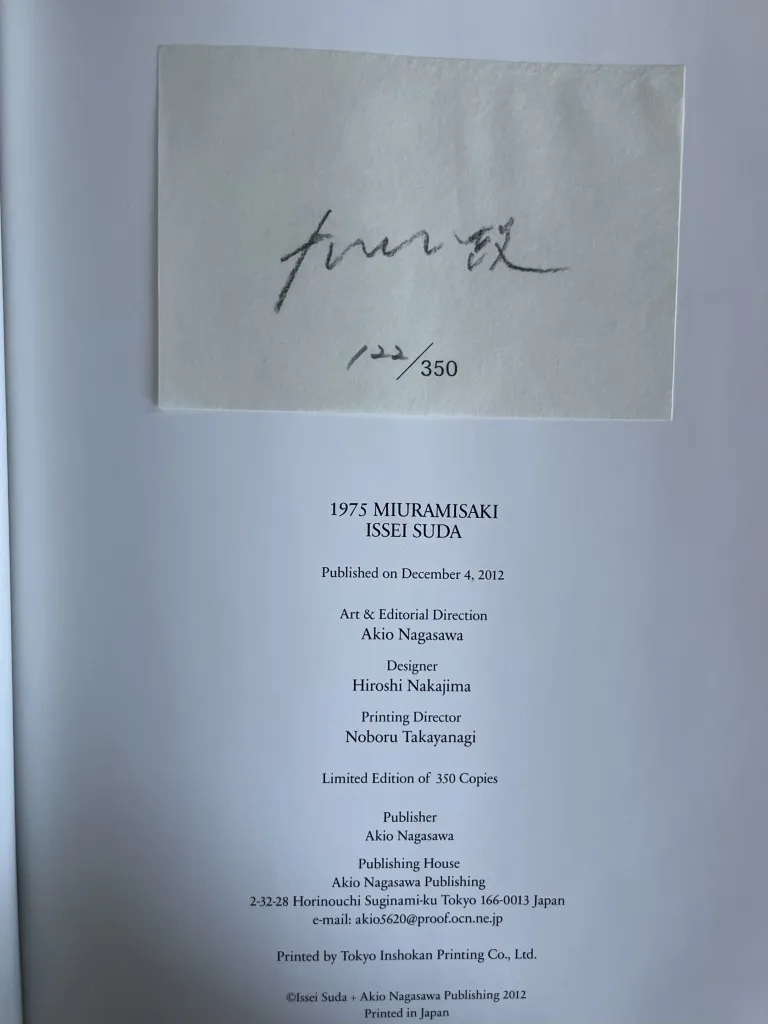 122/350
1975 MIURAMISAKI
ISSEI SUDA
Published on December 4, 2012
Art & Editorial Direction
Akio Nagasawa
Designer
Hiroshi Nakajima
Printing Director
Noboru Takayanagi
Limited Edition of 350 Copies
Publisher
Akio Nagasawa
Publishing House
Akio Nagasawa Publishing
2-32-28 Horinouchi Suginami-ku Tokyo 166-0013 Japan
e-mail: akio5620@proof.ocn.ne.jp
Printed by Tokyo Inshokan Printing Co., Ltd.
©Issei Suda + Akio Nagasawa Publishing 2012
Printed in Japan